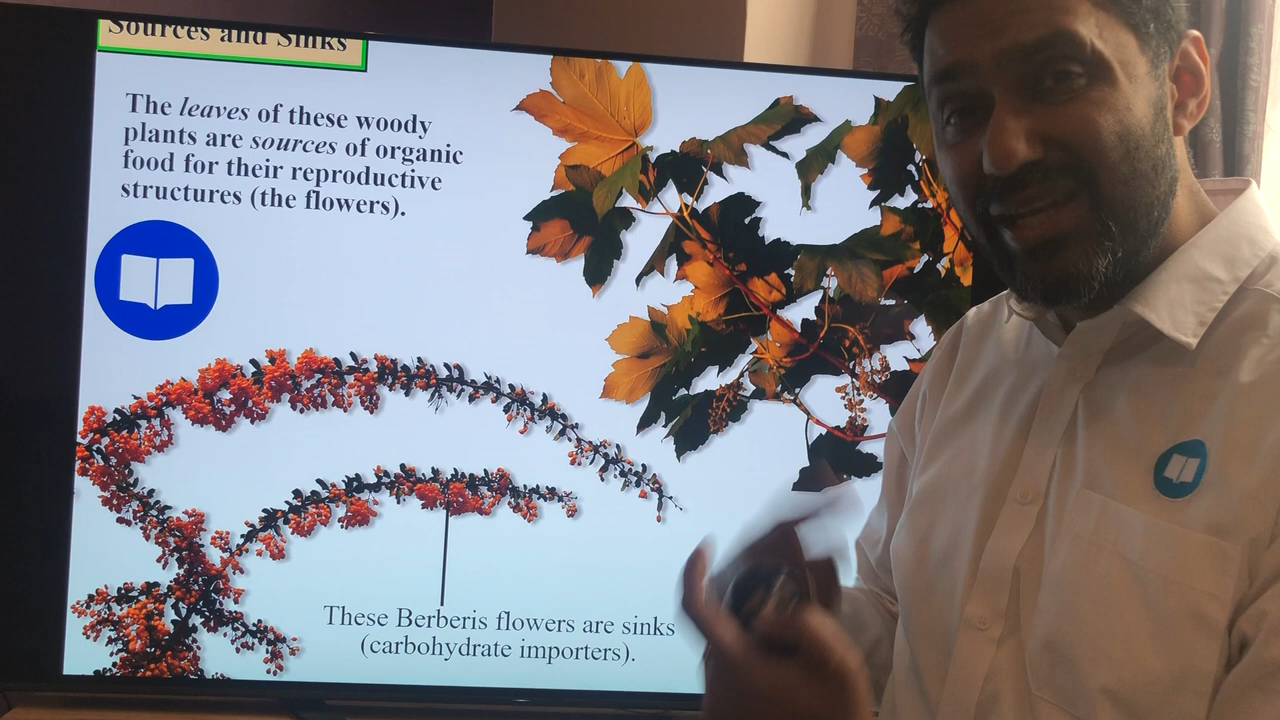 Sources and Sinks
The leaves of these woody
plants are sources of organic
food for their reproductive
structures (the flowers).
These Berberis flowers are sinks
(carbohydrate importers).